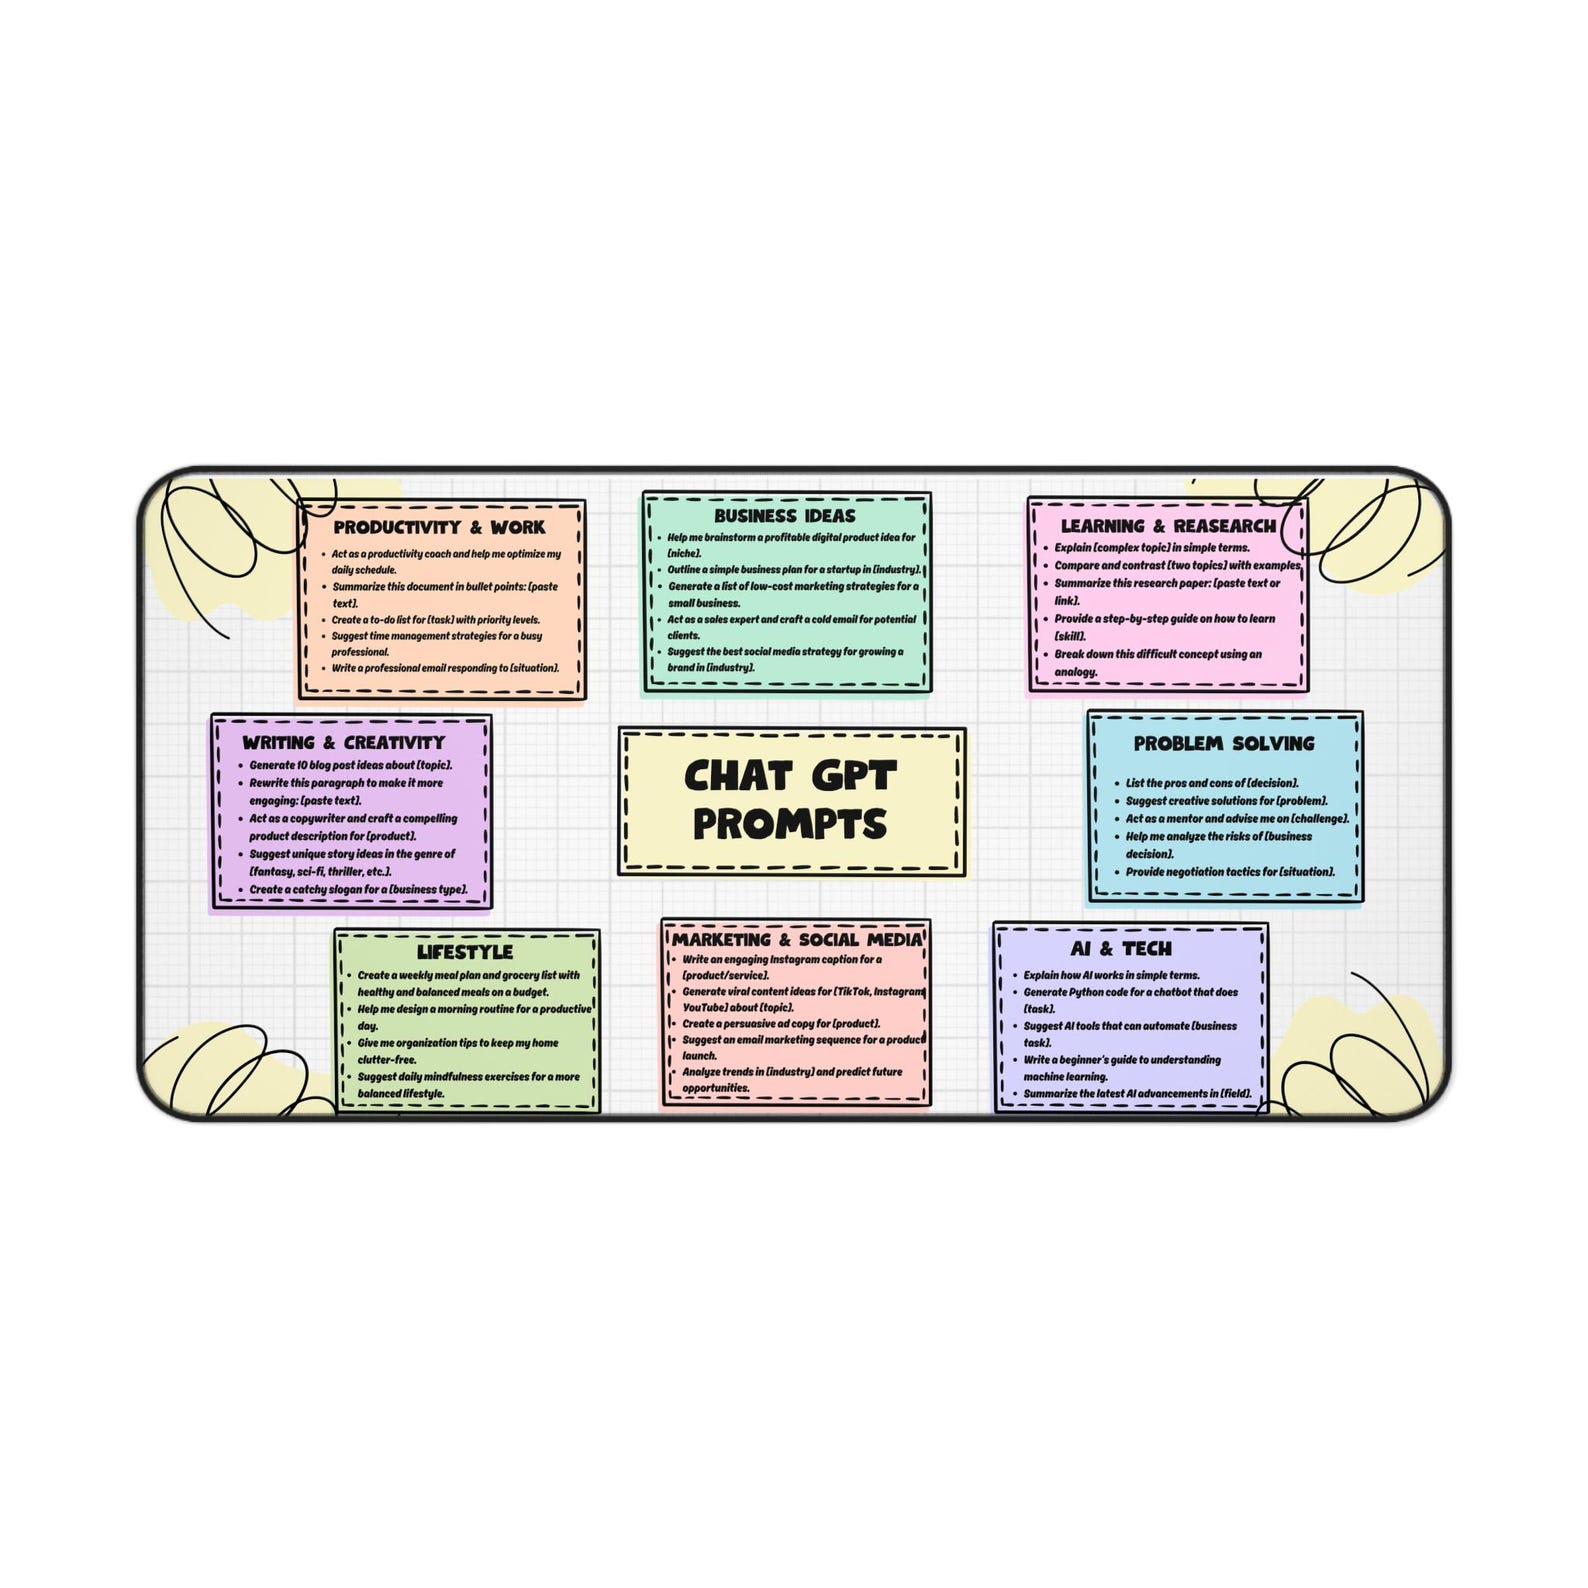 PRODUCTIVITY & WORK
• Act as a productivity coach and help me optimize my
daily schedule.
• Summarize this document in bullet points: [paste
text].
• Create a to-do list for [task] with priority levels.
• Suggest time management strategies for a busy
professional.
• Write a professional email responding to [situation].
BUSINESS IDEAS
• Help me brainstorm a profitable digital product idea for
[niche].
• Outline a simple business plan for a startup in [industry].
• Generate a list of low-cost marketing strategies for a
small business.
• Act as a sales expert and craft a cold email for potential
clients.
• Suggest the best social media strategy for growing a
brand in [industry].
LEARNING & REASEARCH
• Explain [complex topic] in simple terms.
• Compare and contrast [two topics] with examples.
• Summarize this research paper: [paste text or
link].
• Provide a step-by-step guide on how to learn
[skill].
• Break down this difficult concept using an
analogy.
WRITING & CREATIVITY
• Generate 10 blog post ideas about [topic].
• Rewrite this paragraph to make it more
engaging: [paste text].
• Act as a copywriter and craft a compelling
product description for [product].
• Suggest unique story ideas in the genre of
[fantasy, sci-fi, thriller, etc.].
• Create a catchy slogan for a [business type].
CHAT GPT
PROMPTS
PROBLEM SOLVING
• List the pros and cons of [decision].
• Suggest creative solutions for [problem].
• Act as a mentor and advise me on [challenge].
• Help me analyze the risks of [business
decision].
• Provide negotiation tactics for [situation].
LIFESTYLE
• Create a weekly meal plan and grocery list with
healthy and balanced meals on a budget.
• Help me design a morning routine for a productive
day.
• Give me organization tips to keep my home
clutter-free.
• Suggest daily mindfulness exercises for a more
balanced lifestyle.
MARKETING & SOCIAL MEDIA
• Write an engaging Instagram caption for a
[product/service].
• Generate viral content ideas for [TikTok, Instagram
YouTube] about [topic].
• Create a persuasive ad copy for [product].
• Suggest an email marketing sequence for a product
launch.
• Analyze trends in [industry] and predict future
opportunities.
AI & TECH
• Explain how AI works in simple terms.
• Generate Python code for a chatbot that does
[task].
• Suggest AI tools that can automate [business
task].
• Write a beginner's guide to understanding
machine learning.
• Summarize the latest AI advancements in [field].